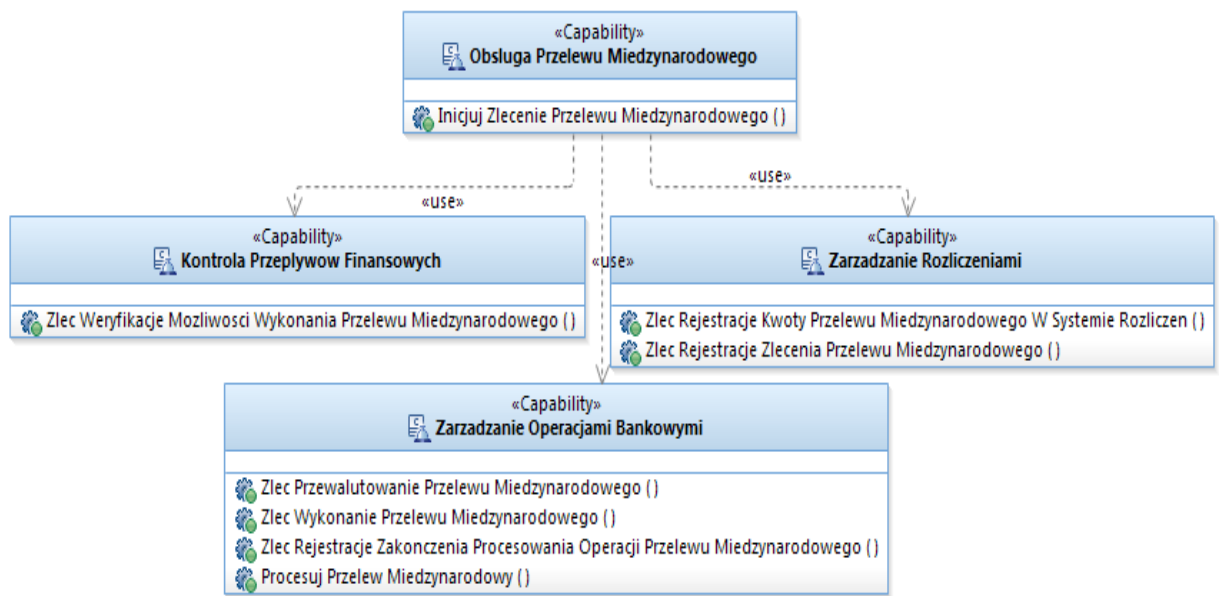 «Capability»
Obsluga Przelewu Miedzynarodowego
Inicjuj Zlecenie Przelewu Miedzynarodowego ( )
«use»
«use»
«Capability»
Kontrola Przeplywow Finansowych
Zlec Weryfikacje Mozliwosci Wykonania Przelewu Miedzynarodowego ( )
«use»
«Capability»
Zarzadzanie Rozliczeniami
Zlec Rejestracje Kwoty Przelewu Miedzynarodowego W Systemie Rozliczen ( )
Zlec Rejestracje Zlecenia Przelewu Miedzynarodowego ( )
«Capability»
Zarzadzanie Operacjami Bankowymi
Zlec Przewalutowanie Przelewu Miedzynarodowego ( )
Zlec Wykonanie Przelewu Miedzynarodowego ( )
Zlec Rejestracje Zakonczenia Procesowania Operacji Przelewu Miedzynarodowego ( )
Procesuj Przelew Miedzynarodowy ( )